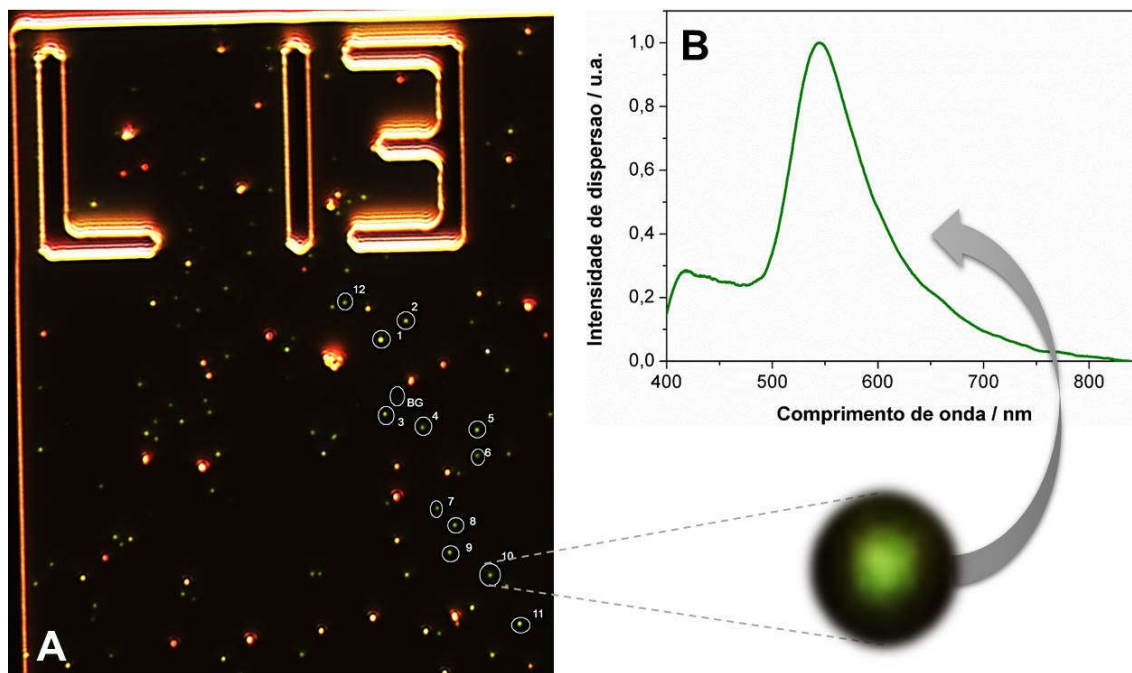 L13
12
2
1
BG
3
4
5
6
7
8
9
10
11
A
B
Intensidade de dispersao / u.a.
1,0
0,8
0,6
0,4
0,2
0,0
400 500 600 700 800
Comprimento de onda / nm